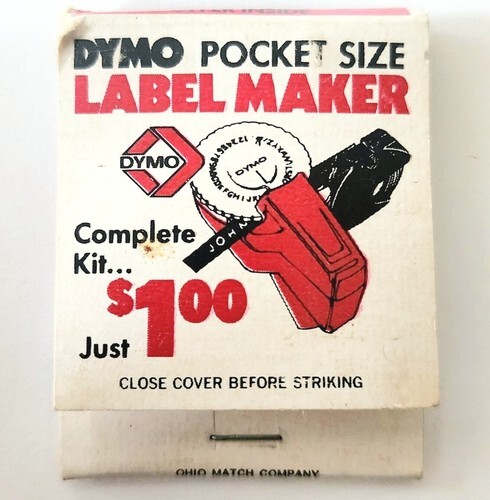 DYMO POCKET SIZE
LABEL MAKER
DYMO
DYMO
JOHN
Complete
Kit...
$1.00
Just
CLOSE COVER BEFORE STRIKING
OHIO MATCH COMPANY